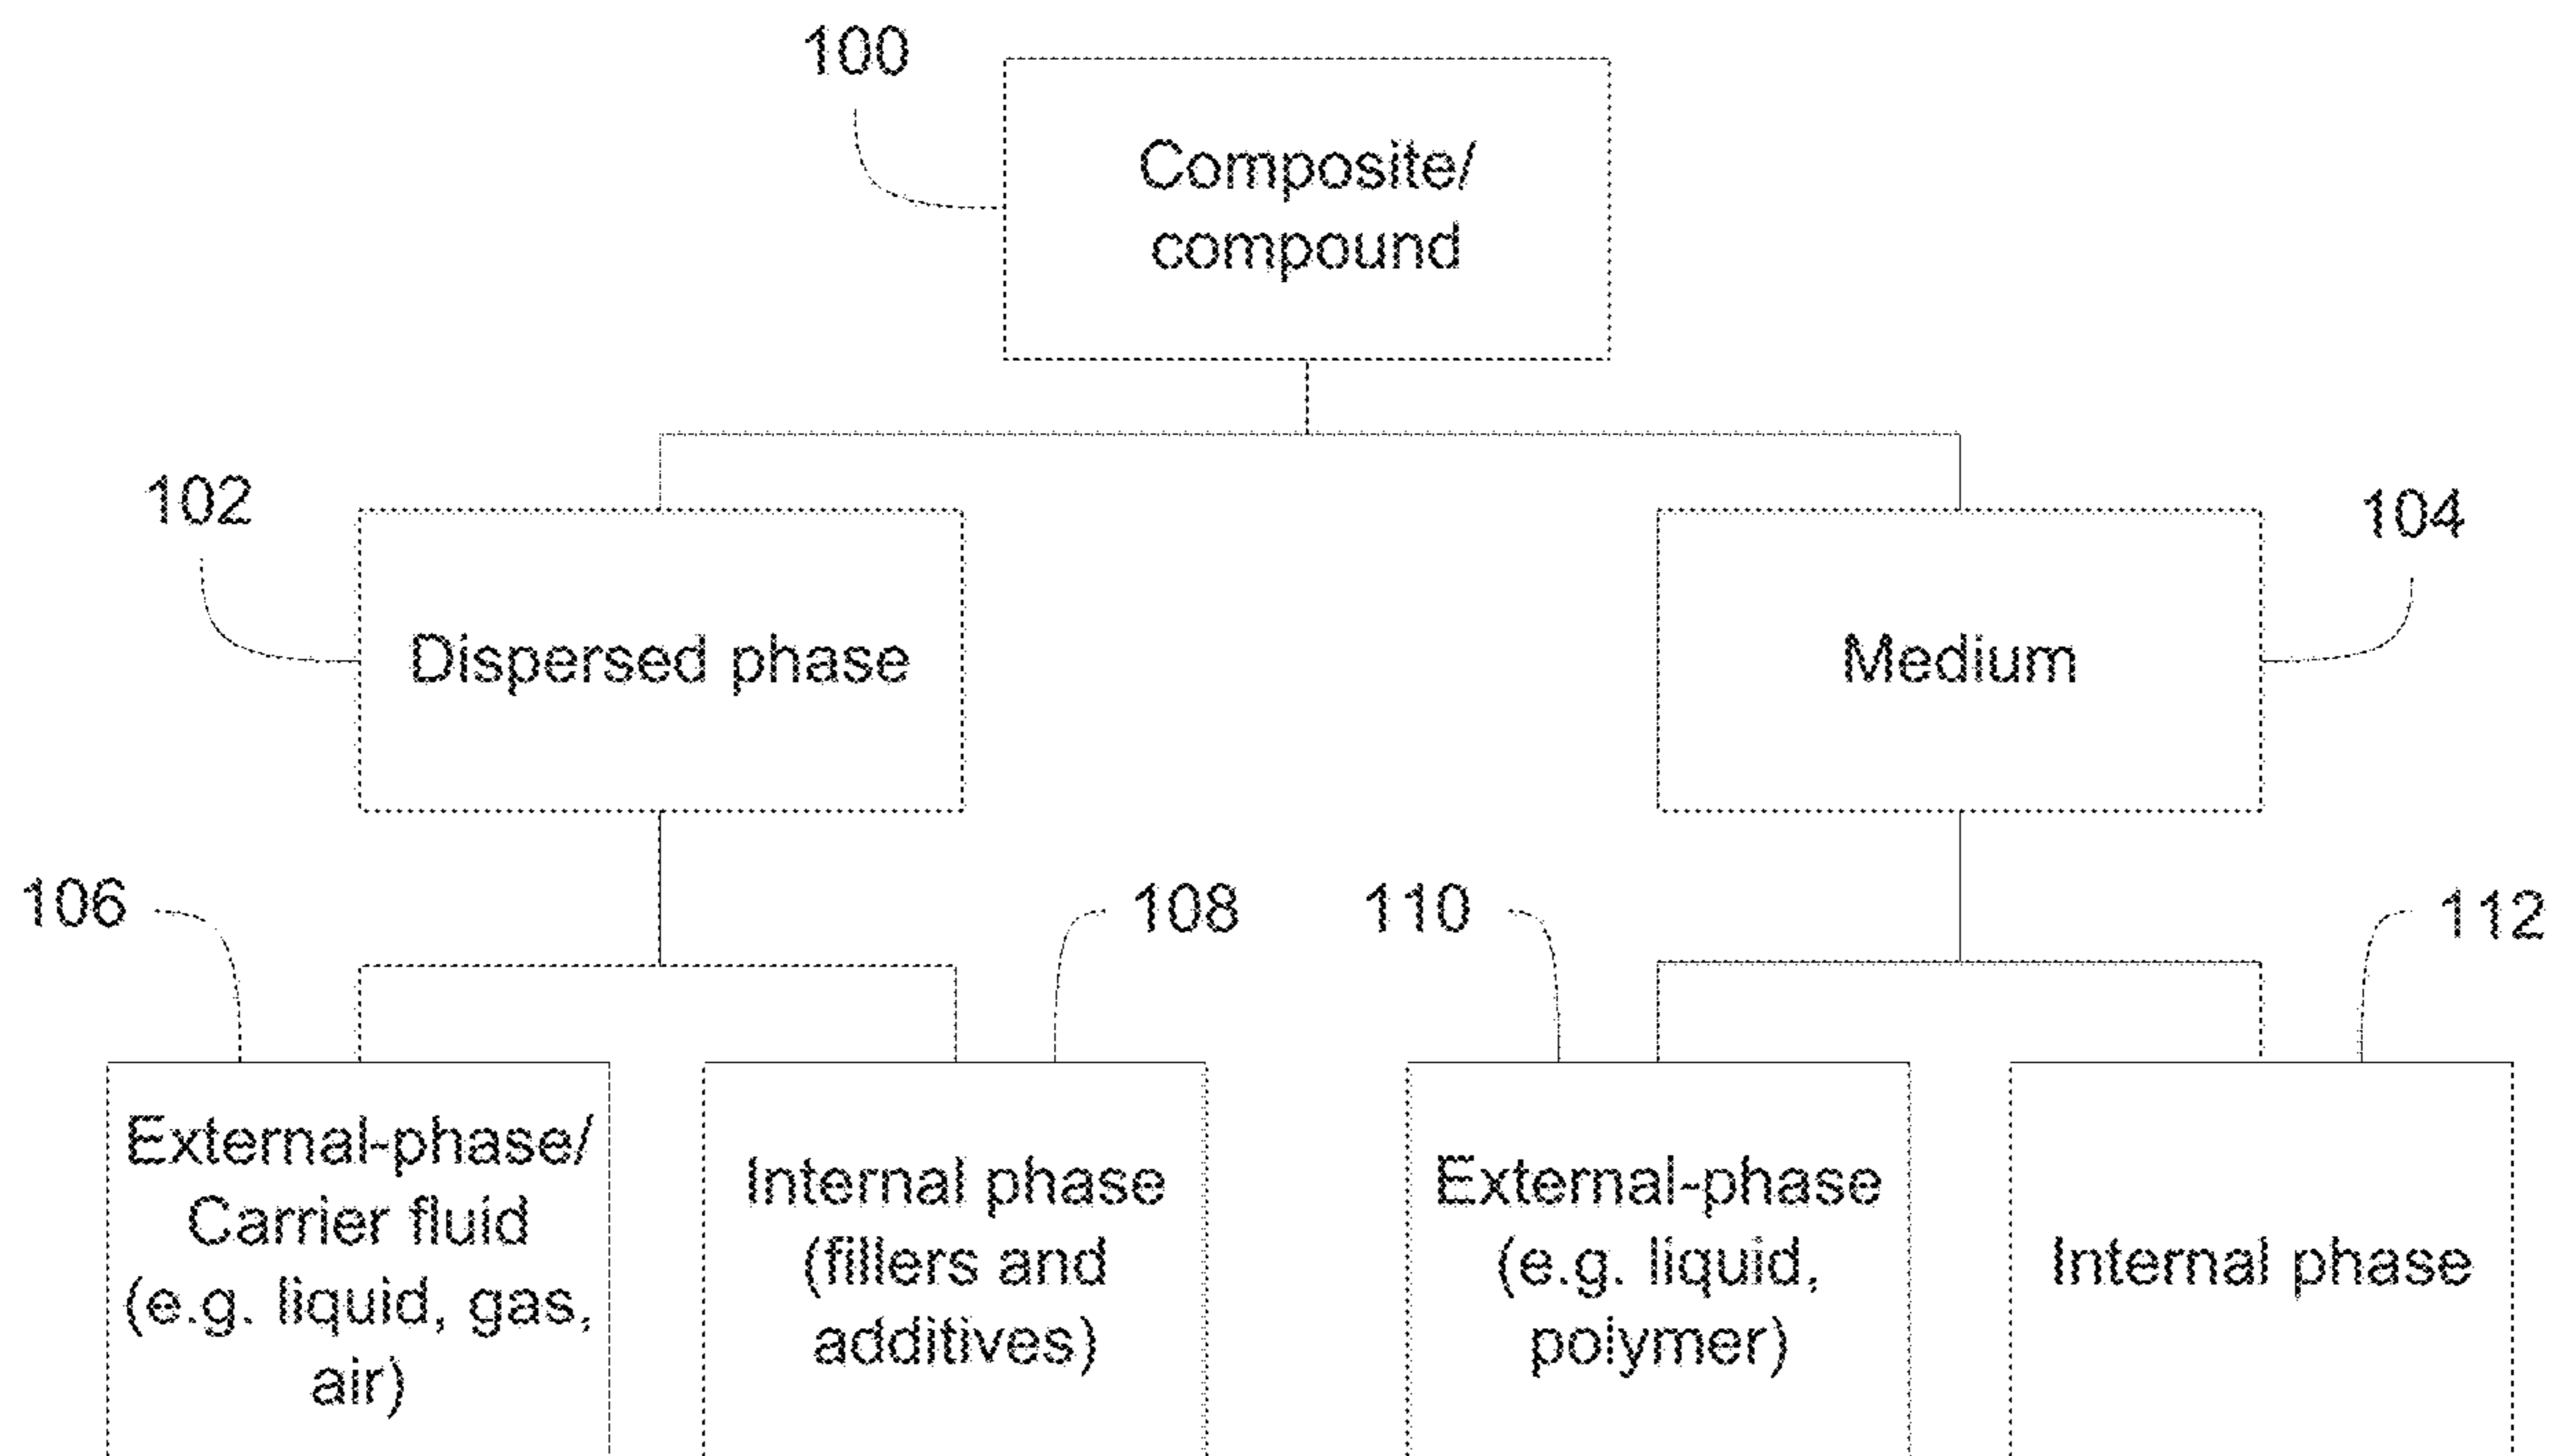 100
Composite/
compound
102
104
Dispersed phase
Medium
106
108
110
112
External-phase/
Carrier fluid
(e.g. liquid, gas,
air)
Internal phase
(fillers and
additives)
External-phase
(e.g. liquid,
polymer)
Internal phase